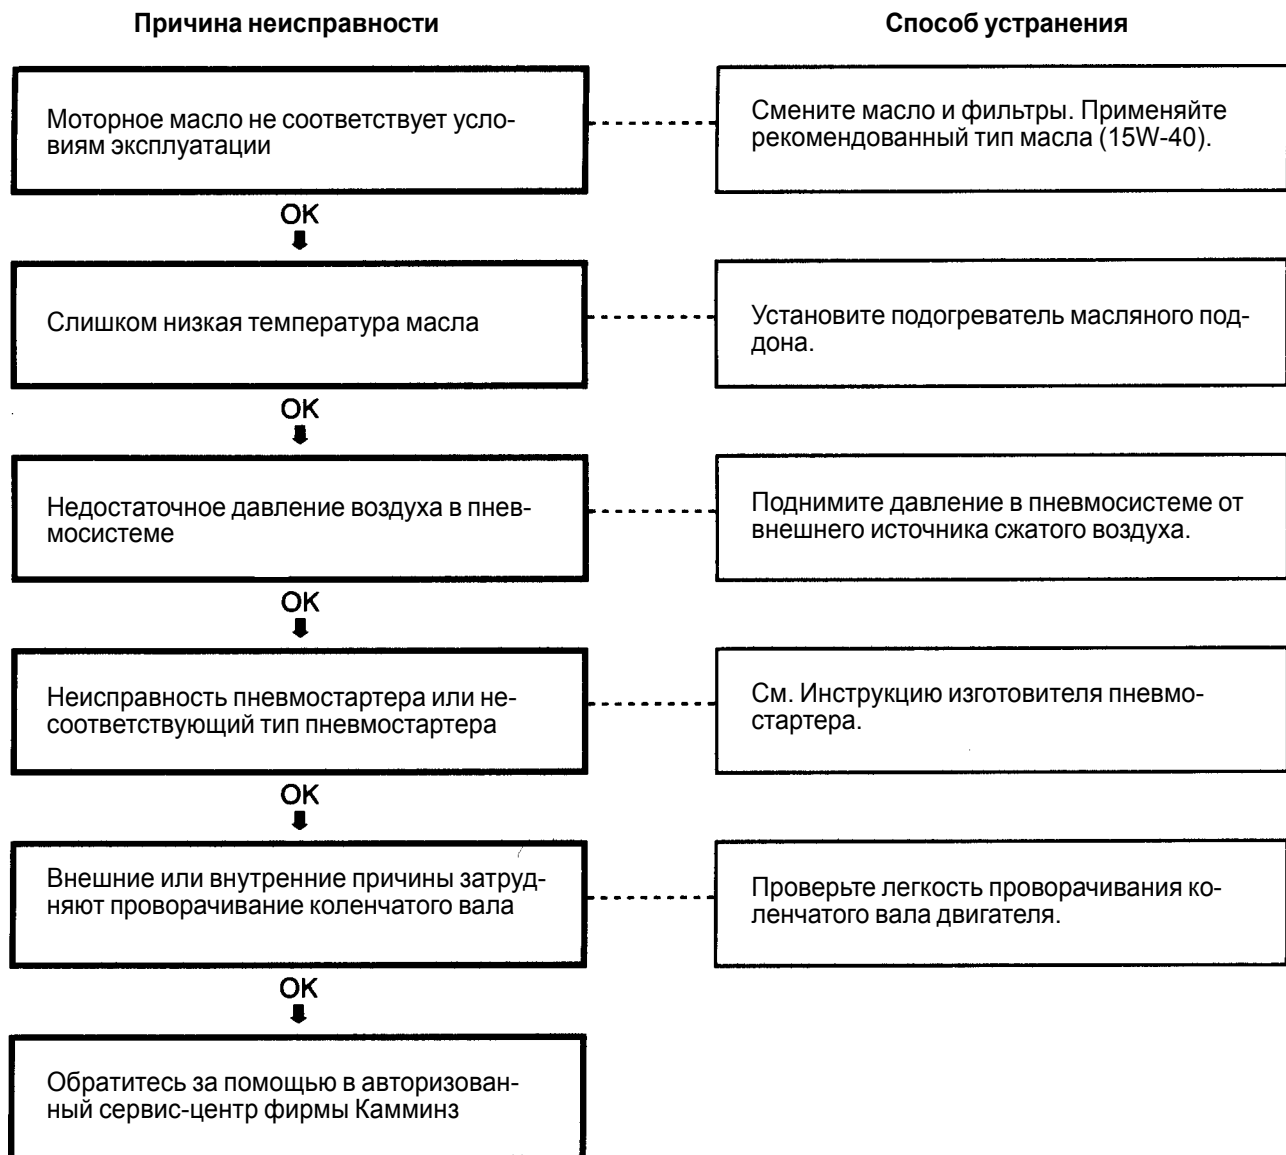 Причина неисправности
Способ устранения
Моторное масло не соответствует усло-
виям эксплуатации
Смените масло и фильтры. Применяйте
рекомендованный тип масла (15W-40).
OK
Слишком низкая температура масла
Установите подогреватель масляного под-
дона.
OK
Недостаточное давление воздуха в пнев-
мосистеме
Поднимите давление в пневмосистеме от
внешнего источника сжатого воздуха.
OK
Неисправность пневмостартера или не-
соответствующий тип пневмостартера
См. Инструкцию изготовителя пневмо-
стартера.
OK
Внешние или внутренние причины затруд-
няют проворачивание коленчатого вала
Проверьте легкость проворачивания ко-
ленчатого вала двигателя.
OK
Обратитесь за помощью в авторизован-
ный сервис-центр фирмы Камминз